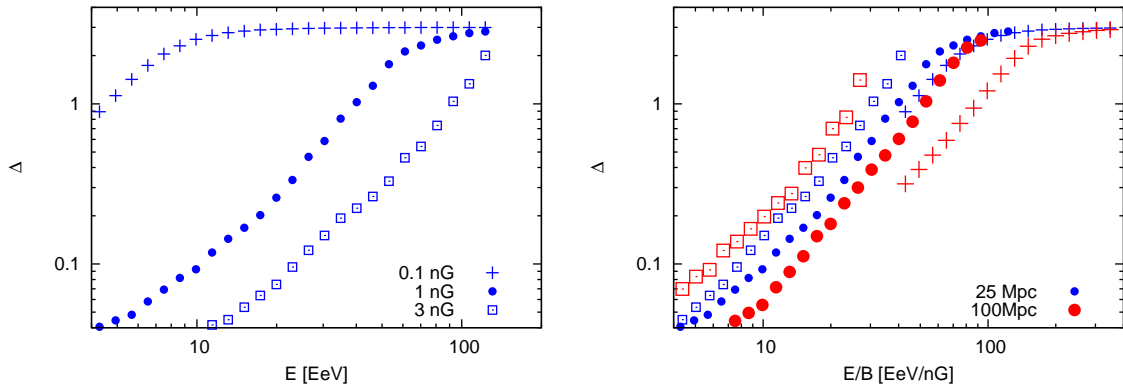 1
0.1
Δ
10
100
E [EeV]
0.1 nG
1 nG
3 nG
1
0.1
Δ
10
100
E/B [EeV/nG]
25 Mpc
100Mpc